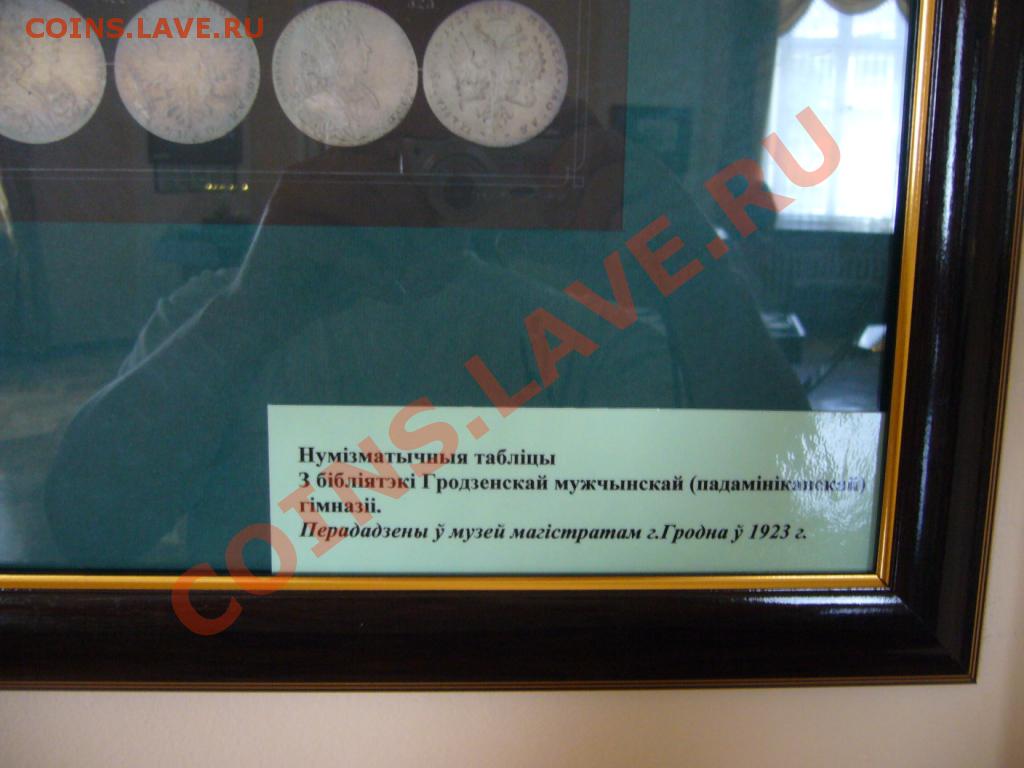 COINS.LAVE.RU
COINS.LAVE.RU
Нумізматычныя табліцы
З бібліятэкі Гродзенскай мужчынскай (падамініканскай)
гімназіі.
Перададзены ў музей магістратам г.Гродна ў 1923 г.